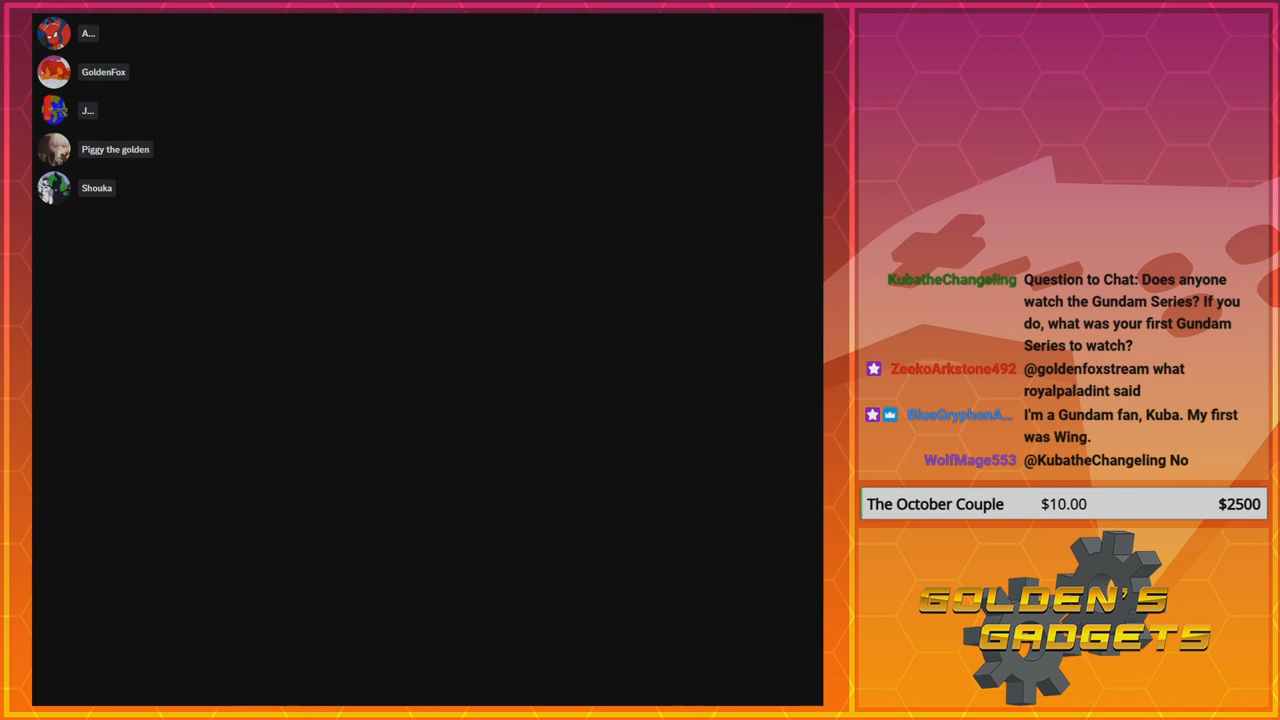 A...
GoldenFox
J...
Piggy the golden
Shouka
KubatheChangeling Question to Chat: Does anyone
watch the Gundam Series? If you
do, what was your first Gundam
Series to watch?
ZeekoArkstone492 @goldenfoxstream what
royalpaladint said
BlueGryphonA... I'm a Gundam fan, Kuba. My first
was Wing.
WolfMage553 @KubatheChangeling No
The October Couple $10.00 $2500
GOLDEN'S
GADGETS